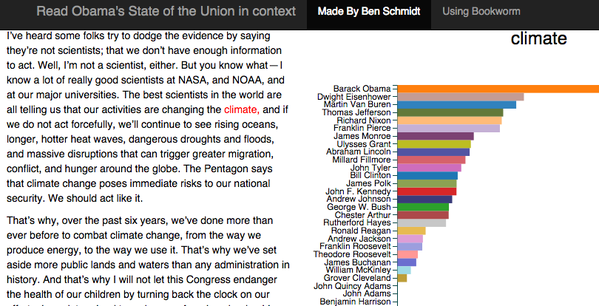 Read Obama's State of the Union in context
Made By Ben Schmidt
Using Bookworm
I've heard some folks try to dodge the evidence by saying
they're not scientists; that we don't have enough information
to act. Well, I'm not a scientist, either. But you know what—I
know a lot of really good scientists at NASA, and NOAA, and
at our major universities. The best scientists in the world are
all telling us that our activities are changing the climate, and if
we do not act forcefully, we'll continue to see rising oceans,
longer, hotter heat waves, dangerous droughts and floods,
and massive disruptions that can trigger greater migration,
conflict, and hunger around the globe. The Pentagon says
that climate change poses immediate risks to our national
security. We should act like it.
That's why, over the past six years, we've done more than
ever before to combat climate change, from the way we
produce energy, to the way we use it. That's why we've set
aside more public lands and waters than any administration in
history. And that's why I will not let this Congress endanger
the health of our children by turning back the clock on our
climate
Barack Obama
Dwight Eisenhower
Martin Van Buren
Thomas Jefferson
Richard Nixon
Franklin Pierce
James Monroe
Ulysses Grant
Abraham Lincoln
Millard Fillmore
John Tyler
Bill Clinton
James Polk
John F. Kennedy
Andrew Johnson
George W. Bush
Chester Arthur
Rutherford Hayes
Ronald Reagan
Andrew Jackson
Franklin Roosevelt
Theodore Roosevelt
James Buchanan
William McKinley
Grover Cleveland
John Quincy Adams
John Adams
Benjamin Harrison